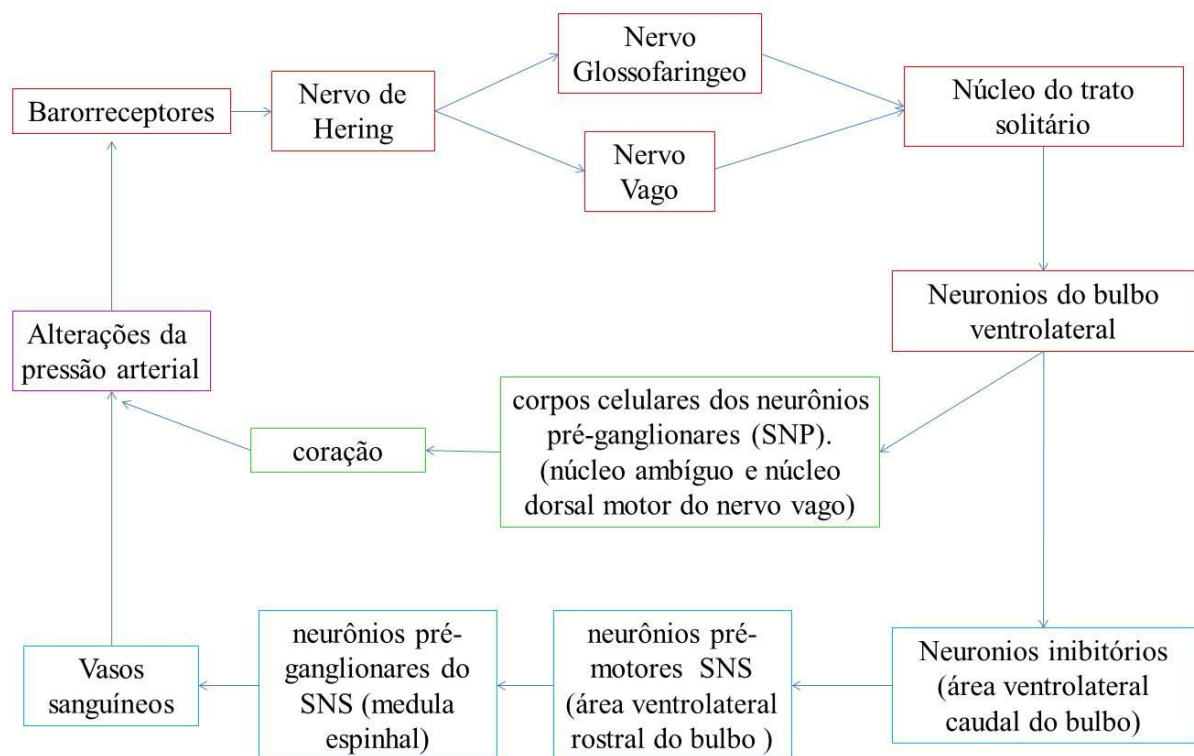 Barorreceptores
Nervo de
Hering
Nervo
Glossofaringeo
Nervo
Vago
Núcleo do trato
solitário
Neuronios do bulbo
ventrolateral
Alterações da
pressão arterial
coração
corpos celulares dos neurônios
pré-ganglionares (SNP).
(núcleo ambíguo e núcleo
dorsal motor do nervo vago)
Vasos
sanguíneos
neurônios pré-
ganglionares do
SNS (medula
espinhal)
neurônios pré-
motores SNS
(área ventrolateral
rostral do bulbo )
Neuronios inibitórios
(área ventrolateral
caudal do bulbo)